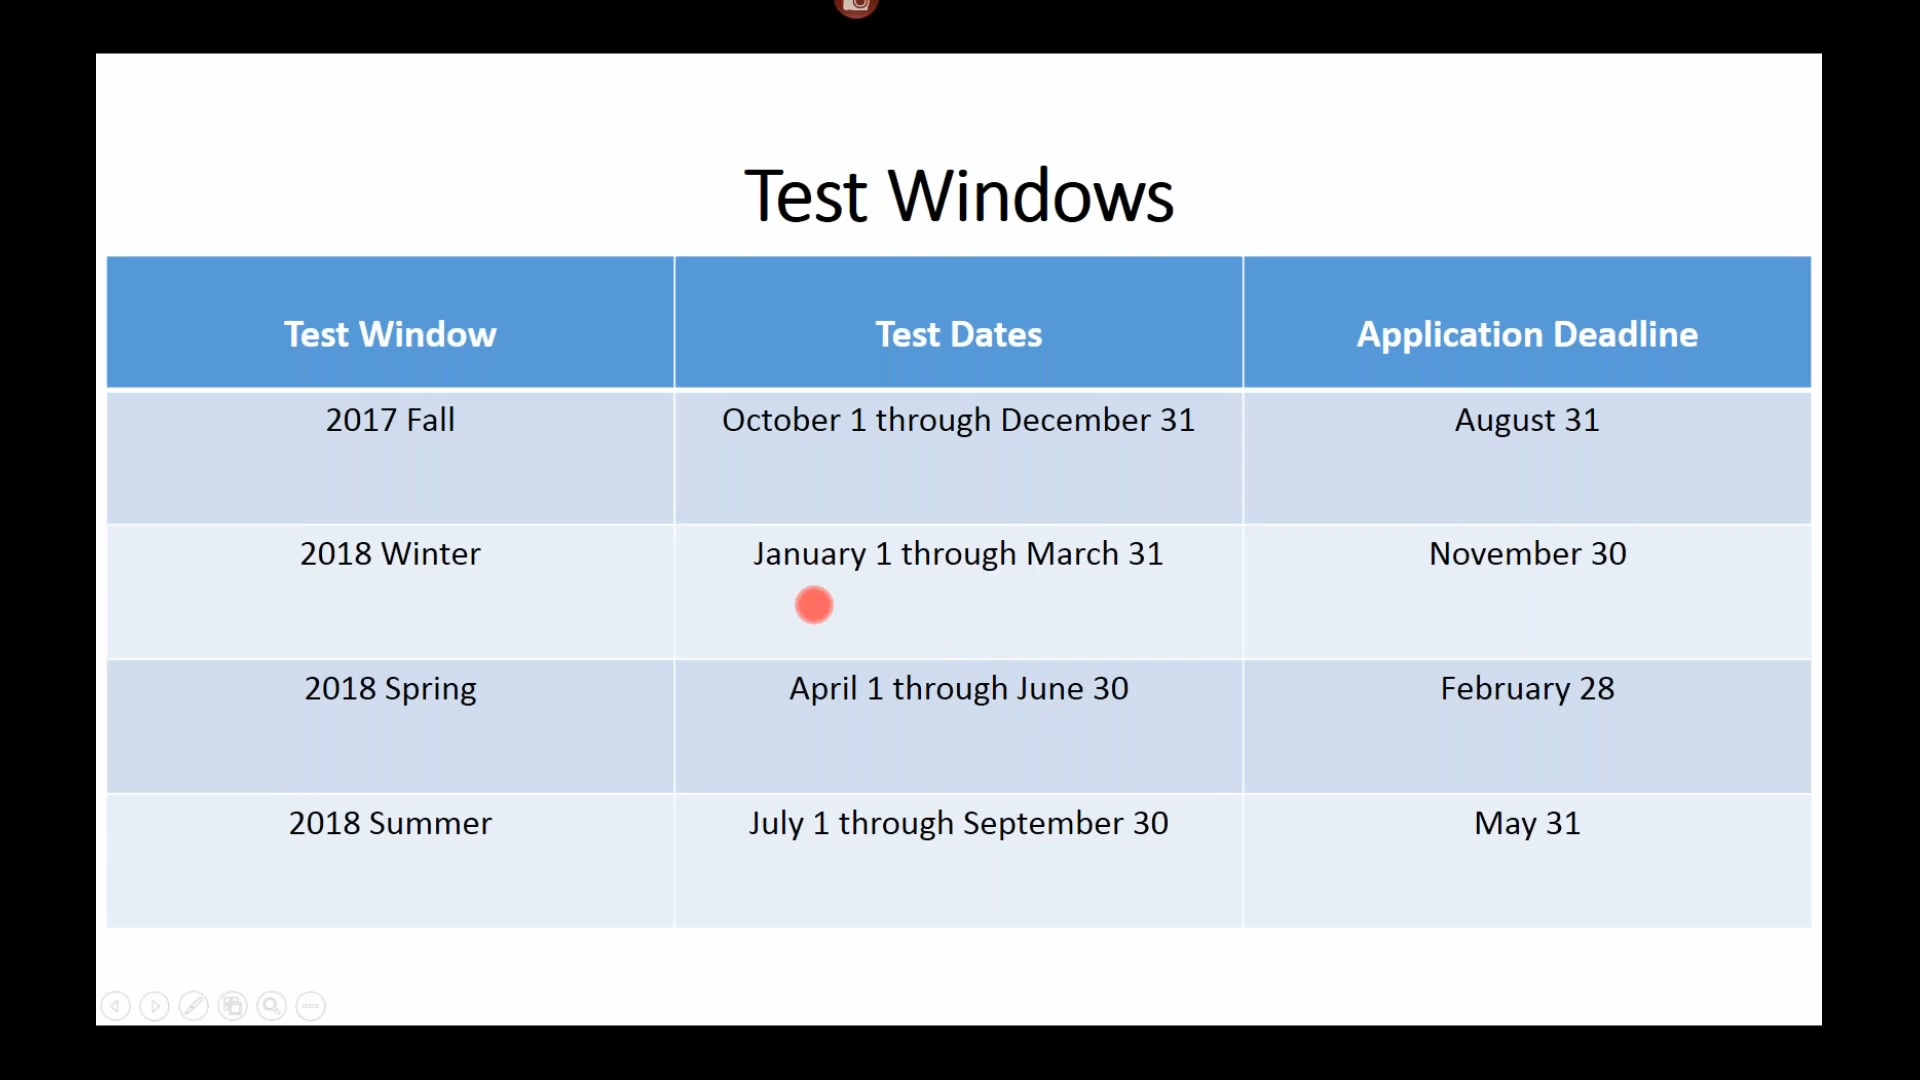 Test Windows
Test Window Test Dates Application Deadline
2017 Fall October 1 through December 31 August 31
2018 Winter January 1 through March 31 November 30
2018 Spring April 1 through June 30 February 28
2018 Summer July 1 through September 30 May 31